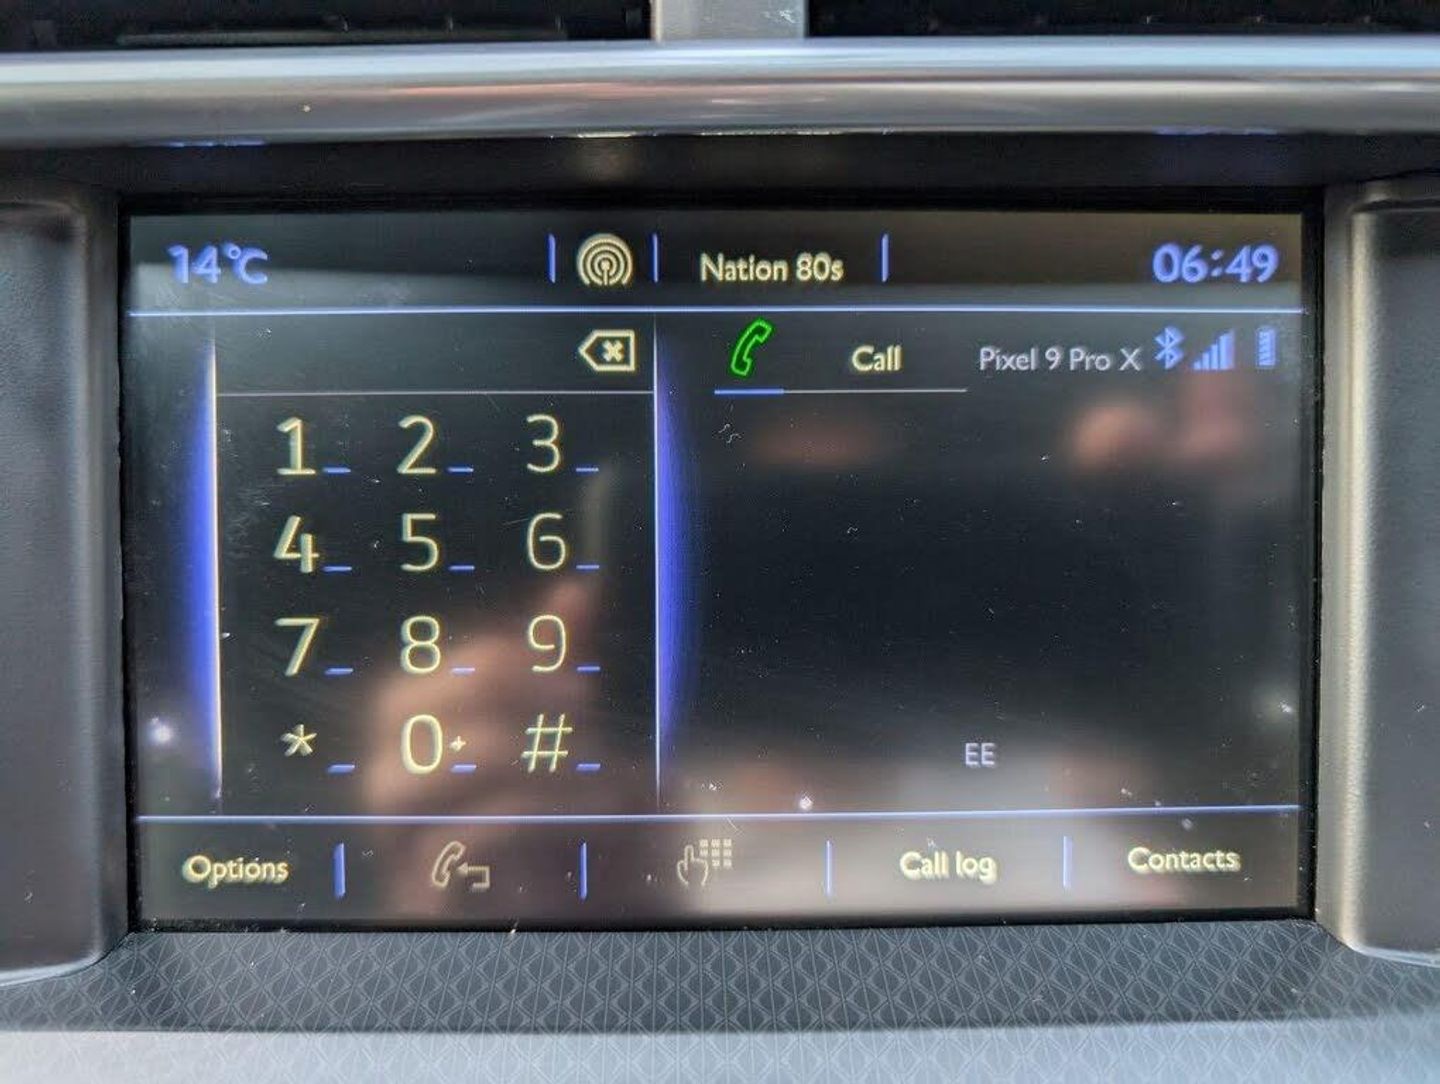 14°C Nation 80s 06:49
Call Pixel 9 Pro X
1 2 3
4 5 6
7 8 9
* 0+ #
EE
Options Call log Contacts